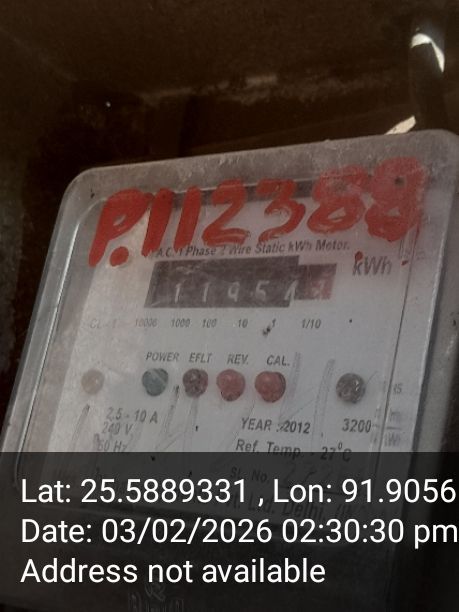 P.112388
A.C. 1 Phase 2 Wire Static kWh Meter.
kWh
10000 1000 100 10 1 1/10
POWER EFLT REV. CAL.
2.5 - 10 A
240 V
50 Hz
YEAR : 2012 3200
Ref. Temp. 27°C
Lat: 25.5889331 , Lon: 91.9056
Date: 03/02/2026 02:30:30 pm
Address not available